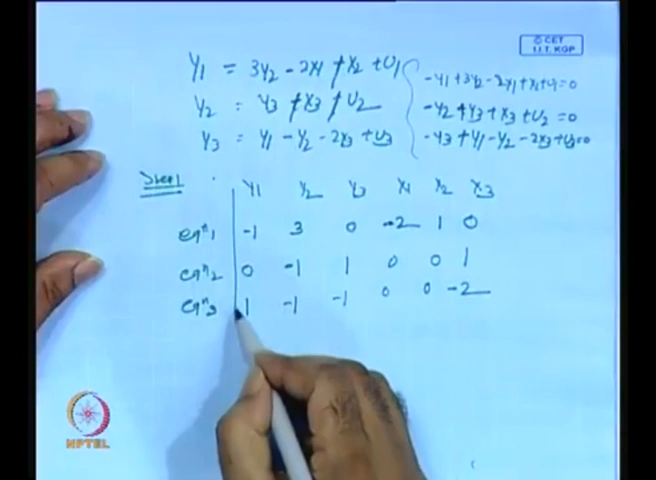 © CET
I.I.T. KGP
Y1 = 3Y2 - 2X1 + X2 + U1
-Y1+3Y2-2X1+X2+U1=0
Y2 = Y3 + X3 + U2
-Y2+Y3+X3+U2=0
Y3 = Y1 - Y2 - 2X3 + U3
-Y3+Y1-Y2-2X3+U3=0
Y1 Y2 Y3 X1 X2 X3
eqn1 -1 3 0 -2 1 0
eqn2 0 -1 1 0 0 1
eqn3 1 -1 -1 0 0 -2
NPTEL